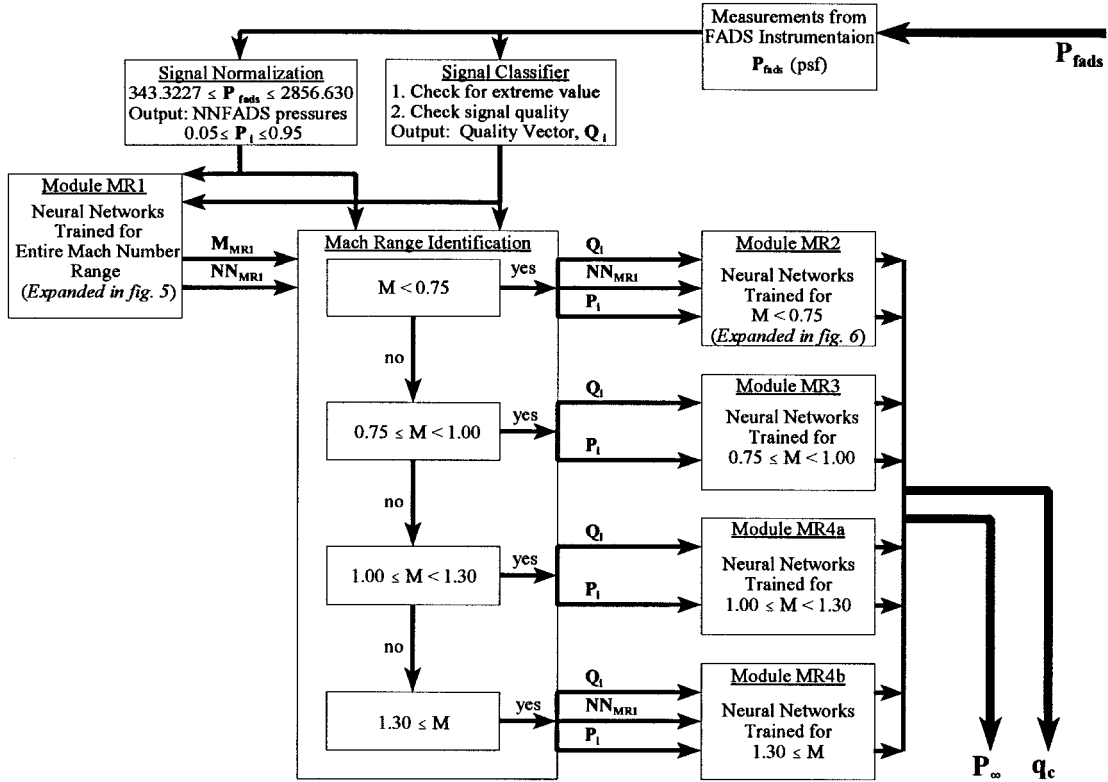 Measurements from
FADS Instrumentaion
P_fads (psf)
P_fads
Signal Normalization
343.3227 ≤ P_fads ≤ 2856.630
Output: NNFADS pressures
0.05≤ P_i ≤0.95
Signal Classifier
1. Check for extreme value
2. Check signal quality
Output: Quality Vector, Q_i
Module MR1
Neural Networks
Trained for
Entire Mach Number
Range
(Expanded in fig. 5)
M_MR1
NN_MR1
Mach Range Identification
M < 0.75
yes
no
0.75 ≤ M < 1.00
yes
no
1.00 ≤ M < 1.30
yes
no
1.30 ≤ M
yes
Q_i
NN_MR1
P_i
Module MR2
Neural Networks
Trained for
M < 0.75
(Expanded in fig. 6)
Q_i
P_i
Module MR3
Neural Networks
Trained for
0.75 ≤ M < 1.00
Q_i
P_i
Module MR4a
Neural Networks
Trained for
1.00 ≤ M < 1.30
Q_i
NN_MR1
P_i
Module MR4b
Neural Networks
Trained for
1.30 ≤ M
P_∞
q_c